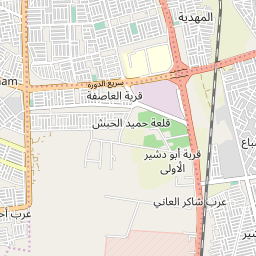 المهدية
سريع الدورة
قرية العاصفة
قلعة حميد الحبش
قرية أبو دشير
الأولى
عرب شاكر العاني